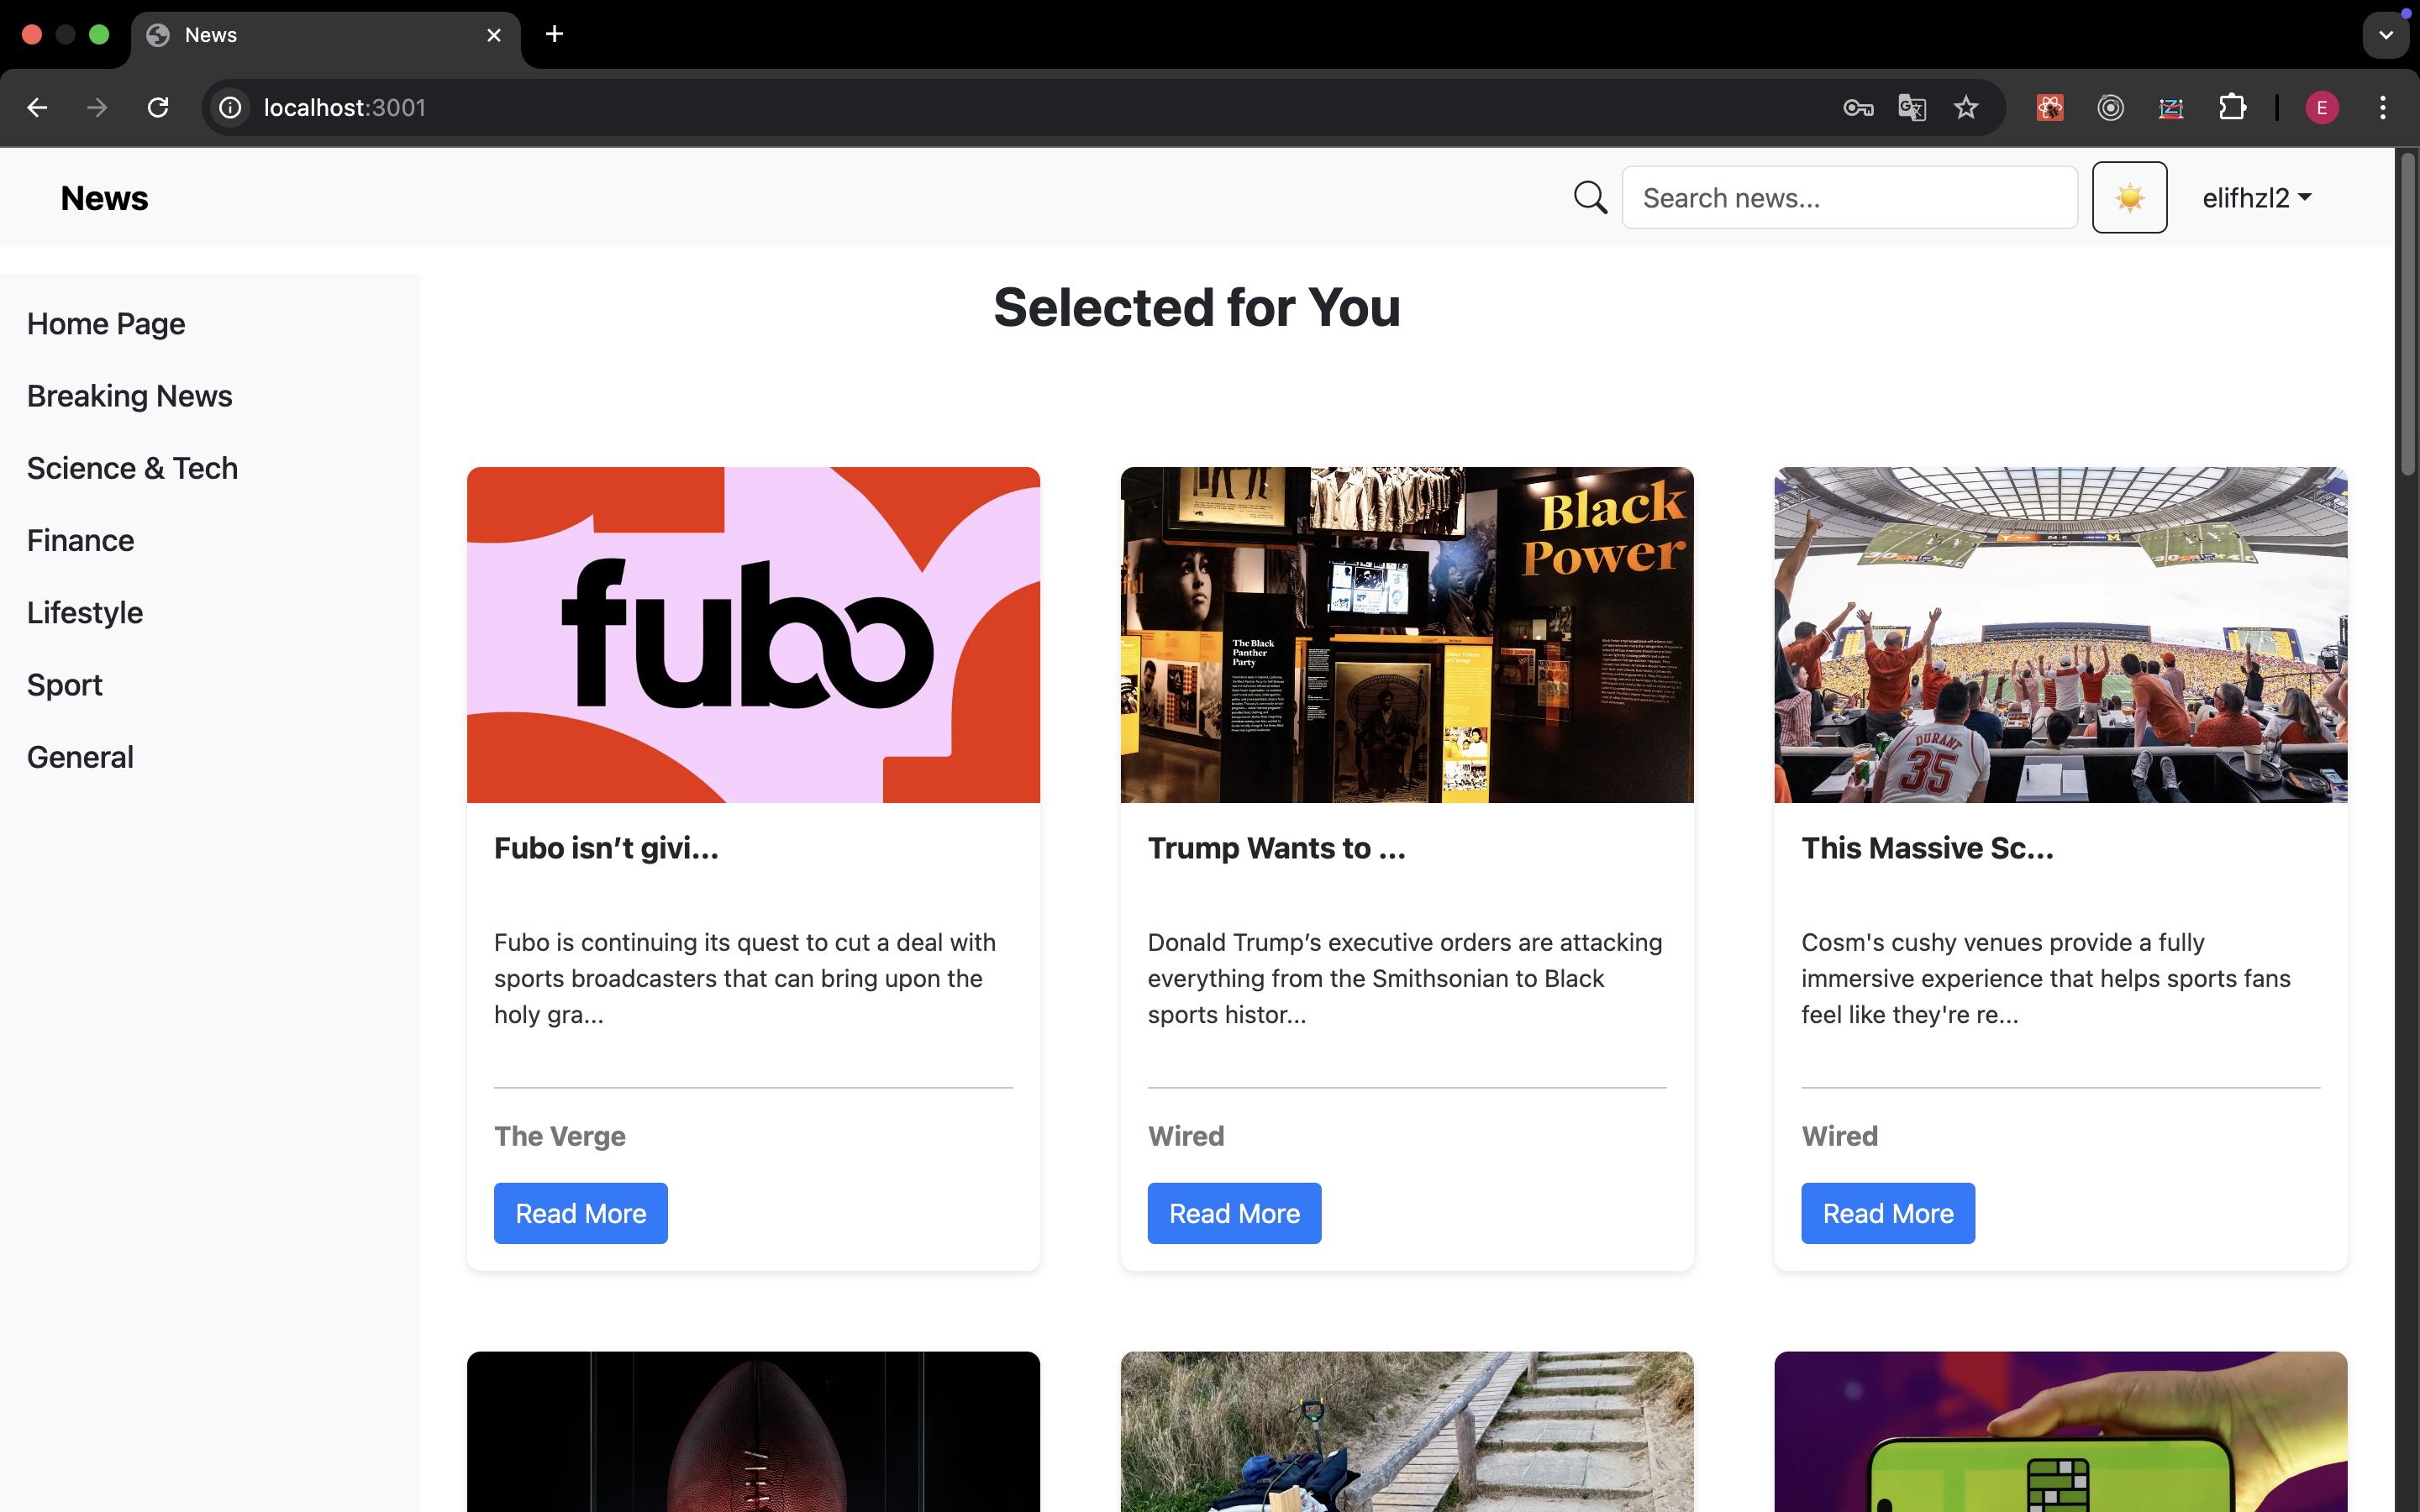 News
localhost:3001
E
News
Search news...
elifhzl2
Selected for You
Home Page
Breaking News
Science & Tech
Finance
Lifestyle
Sport
General
fubo
Black
Power
The Black
Panther
Party
DURANT
35
Fubo isn’t givi...
Trump Wants to ...
This Massive Sc...
Fubo is continuing its quest to cut a deal with
sports broadcasters that can bring upon the
holy gra...
Donald Trump’s executive orders are attacking
everything from the Smithsonian to Black
sports histor...
Cosm's cushy venues provide a fully
immersive experience that helps sports fans
feel like they're re...
The Verge
Wired
Wired
Read More
Read More
Read More